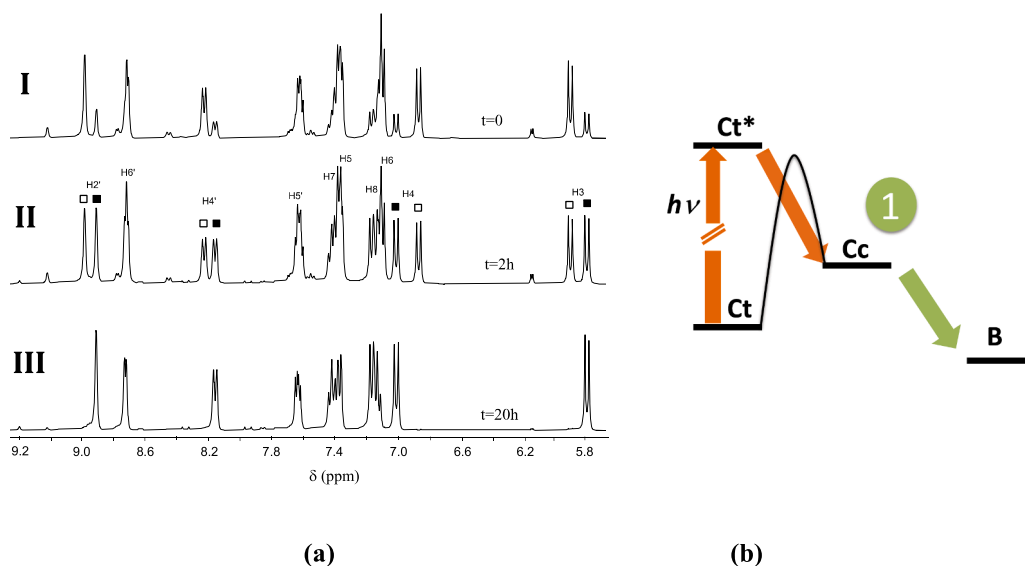 I
t=0
II
H2'
H6'
H4'
H5'
H7
H5
H8
H6
H4
H3
t=2h
III
t=20h
9.2 9.0 8.6 8.2 7.8 7.4 7.0 6.6 6.2 5.8
δ (ppm)
(a)
Ct*
hν
1
Cc
Ct
B
(b)